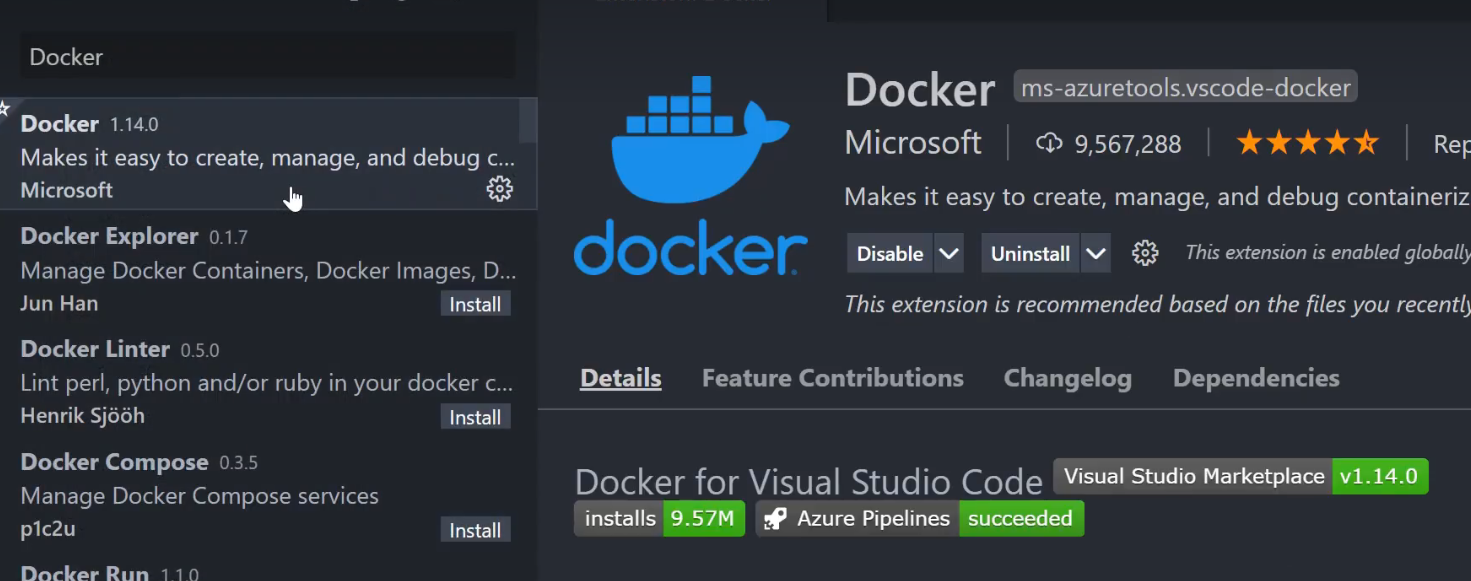 Docker
Docker 1.14.0
Makes it easy to create, manage, and debug c...
Microsoft
Docker Explorer 0.1.7
Manage Docker Containers, Docker Images, D...
Jun Han
Install
Docker Linter 0.5.0
Lint perl, python and/or ruby in your docker c...
Henrik Sjööh
Install
Docker Compose 0.3.5
Manage Docker Compose services
p1c2u
Install
Docker Run 1.1.0
docker
Docker ms-azuretools.vscode-docker
Microsoft 9,567,288 Rep
Makes it easy to create, manage, and debug containeriz
Disable Uninstall This extension is enabled globally
This extension is recommended based on the files you recently
Details Feature Contributions Changelog Dependencies
Docker for Visual Studio Code Visual Studio Marketplace v1.14.0
installs 9.57M Azure Pipelines succeeded